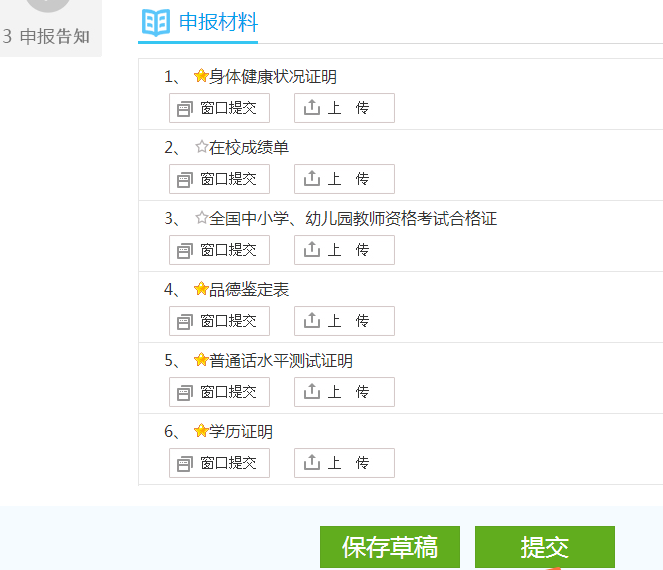 3 申报告知
申报材料
1、 身体健康状况证明
窗口提交 上 传
2、 在校成绩单
窗口提交 上 传
3、 全国中小学、幼儿园教师资格考试合格证
窗口提交 上 传
4、 品德鉴定表
窗口提交 上 传
5、 普通话水平测试证明
窗口提交 上 传
6、 学历证明
窗口提交 上 传
保存草稿 提交